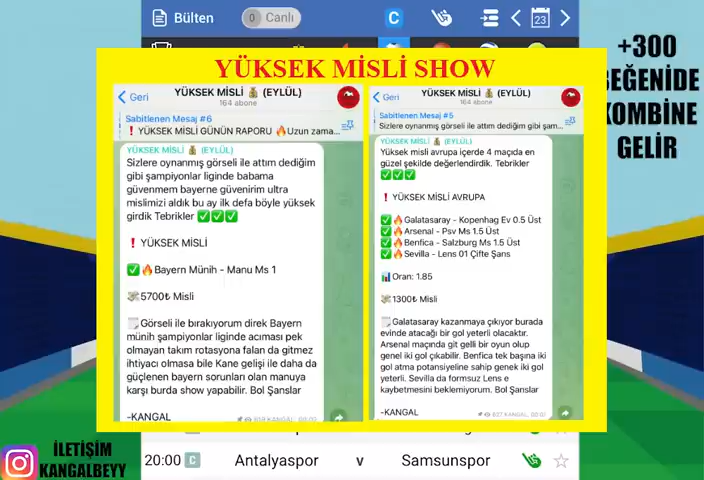 Bülten
0 Canlı
C
23
+300
BEĞENİDE
KOMBİNE
GELİR
YÜKSEK MİSLİ SHOW
Geri
YÜKSEK MİSLİ 💰 (EYLÜL)
164 abone
Sabitlenen Mesaj #6
❗ YÜKSEK MİSLİ GÜNÜN RAPORU 🔥Uzun zama...
YÜKSEK MİSLİ 💰 (EYLÜL)
Sizlere oynanmış görseli ile attım dediğim
gibi şampiyonlar liginde babama
güvenmem bayerne güvenirim ultra
mislimizi aldık bu ay ilk defa böyle yüksek
girdik Tebrikler ✅✅✅
❗ YÜKSEK MİSLİ
✅🔥Bayern Münih - Manu Ms 1
💸5700₺ Misli
🗒️Görseli ile bırakıyorum direk Bayern
münih şampiyonlar liginde acıması pek
olmayan takım rotasyona falan da gitmez
ihtiyacı olmasa bile Kane gelişi ile daha da
güçlenen bayern sorunları olan manuya
karşı burda show yapabilir. Bol Şanslar
-KANGAL
Geri
YÜKSEK MİSLİ 💰 (EYLÜL)
164 abone
Sabitlenen Mesaj #5
Sizlere oynanmış görseli ile attım dediğim gibi şam...
YÜKSEK MİSLİ 💰 (EYLÜL)
Yüksek misli avrupa içerde 4 maçıda en
güzel şekilde değerlendirdik. Tebrikler
✅✅✅
❗ YÜKSEK MİSLİ AVRUPA
✅🔥Galatasaray - Kopenhag Ev 0.5 Üst
✅🔥Arsenal - Psv Ms 1.5 Üst
✅🔥Benfica - Salzburg Ms 1.5 Üst
✅🔥Sevilla - Lens 01 Çifte Şans
📊Oran: 1.85
💸1300₺ Misli
🗒️Galatasaray kazanmaya çıkıyor burada
evinde atacağı bir gol yeterli olacaktır.
Arsenal maçında git gelli bir oyun olup
genel iki gol çıkabilir. Benfica tek başına iki
gol atma potansiyeline sahip genek iki gol
yeterli. Sevilla da formsuz Lens e
kaybetmesini beklemiyorum. Bol Şanslar
-KANGAL
İLETİŞİM
KANGALBEYY
20:00 C Antalyaspor v Samsunspor